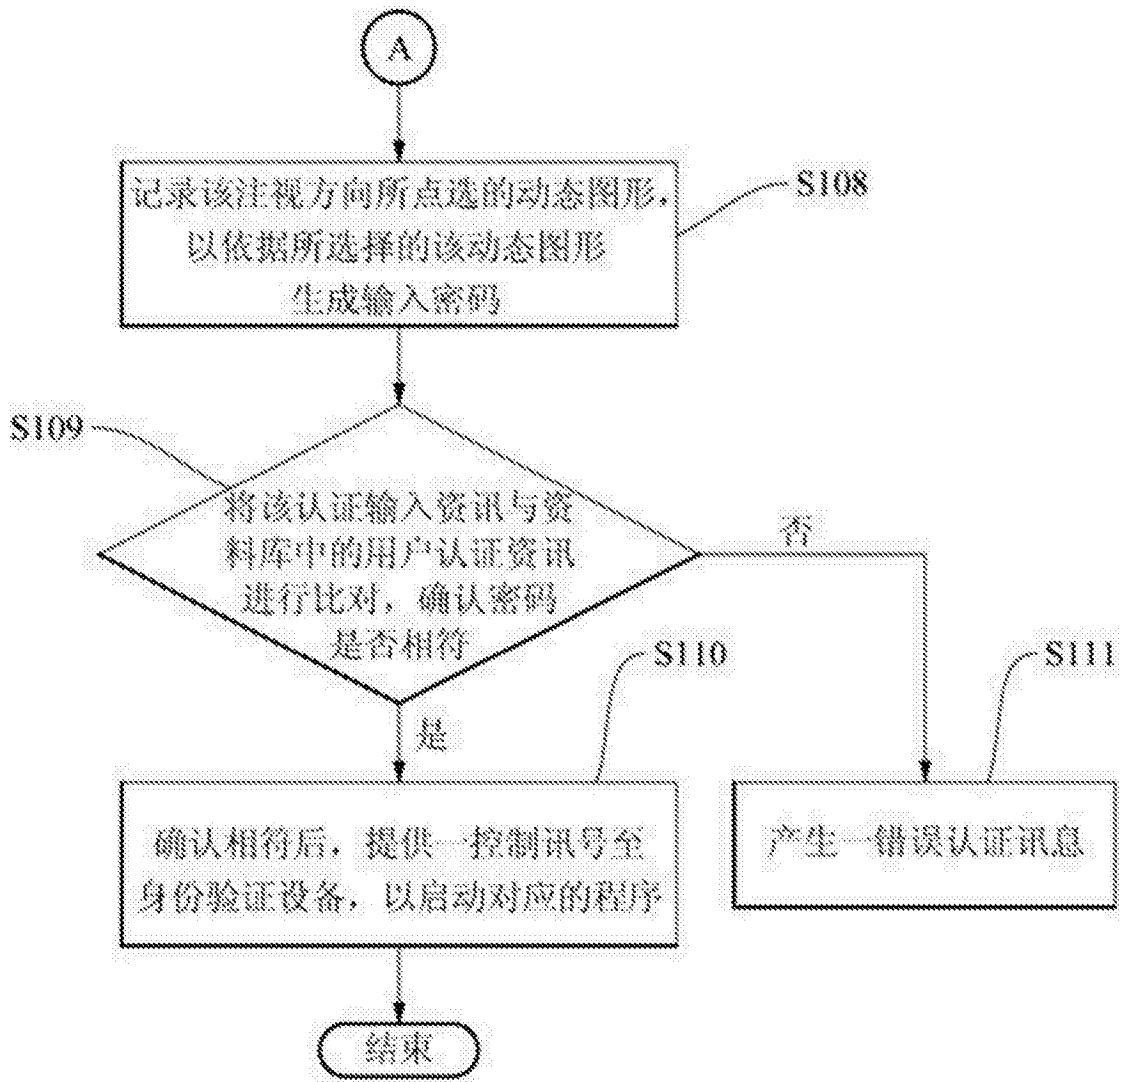 A
记录该注视方向所点选的动态图形，
以依据所选择的该动态图形
生成输入密码
S108
S109
将该认证输入资讯与资
料库中的用户认证资讯
进行比对，确认密码
是否相符
否
是
S110
S111
确认相符后，提供一控制讯号至
身份验证设备，以启动对应的程序
产生一错误认证讯息
结束